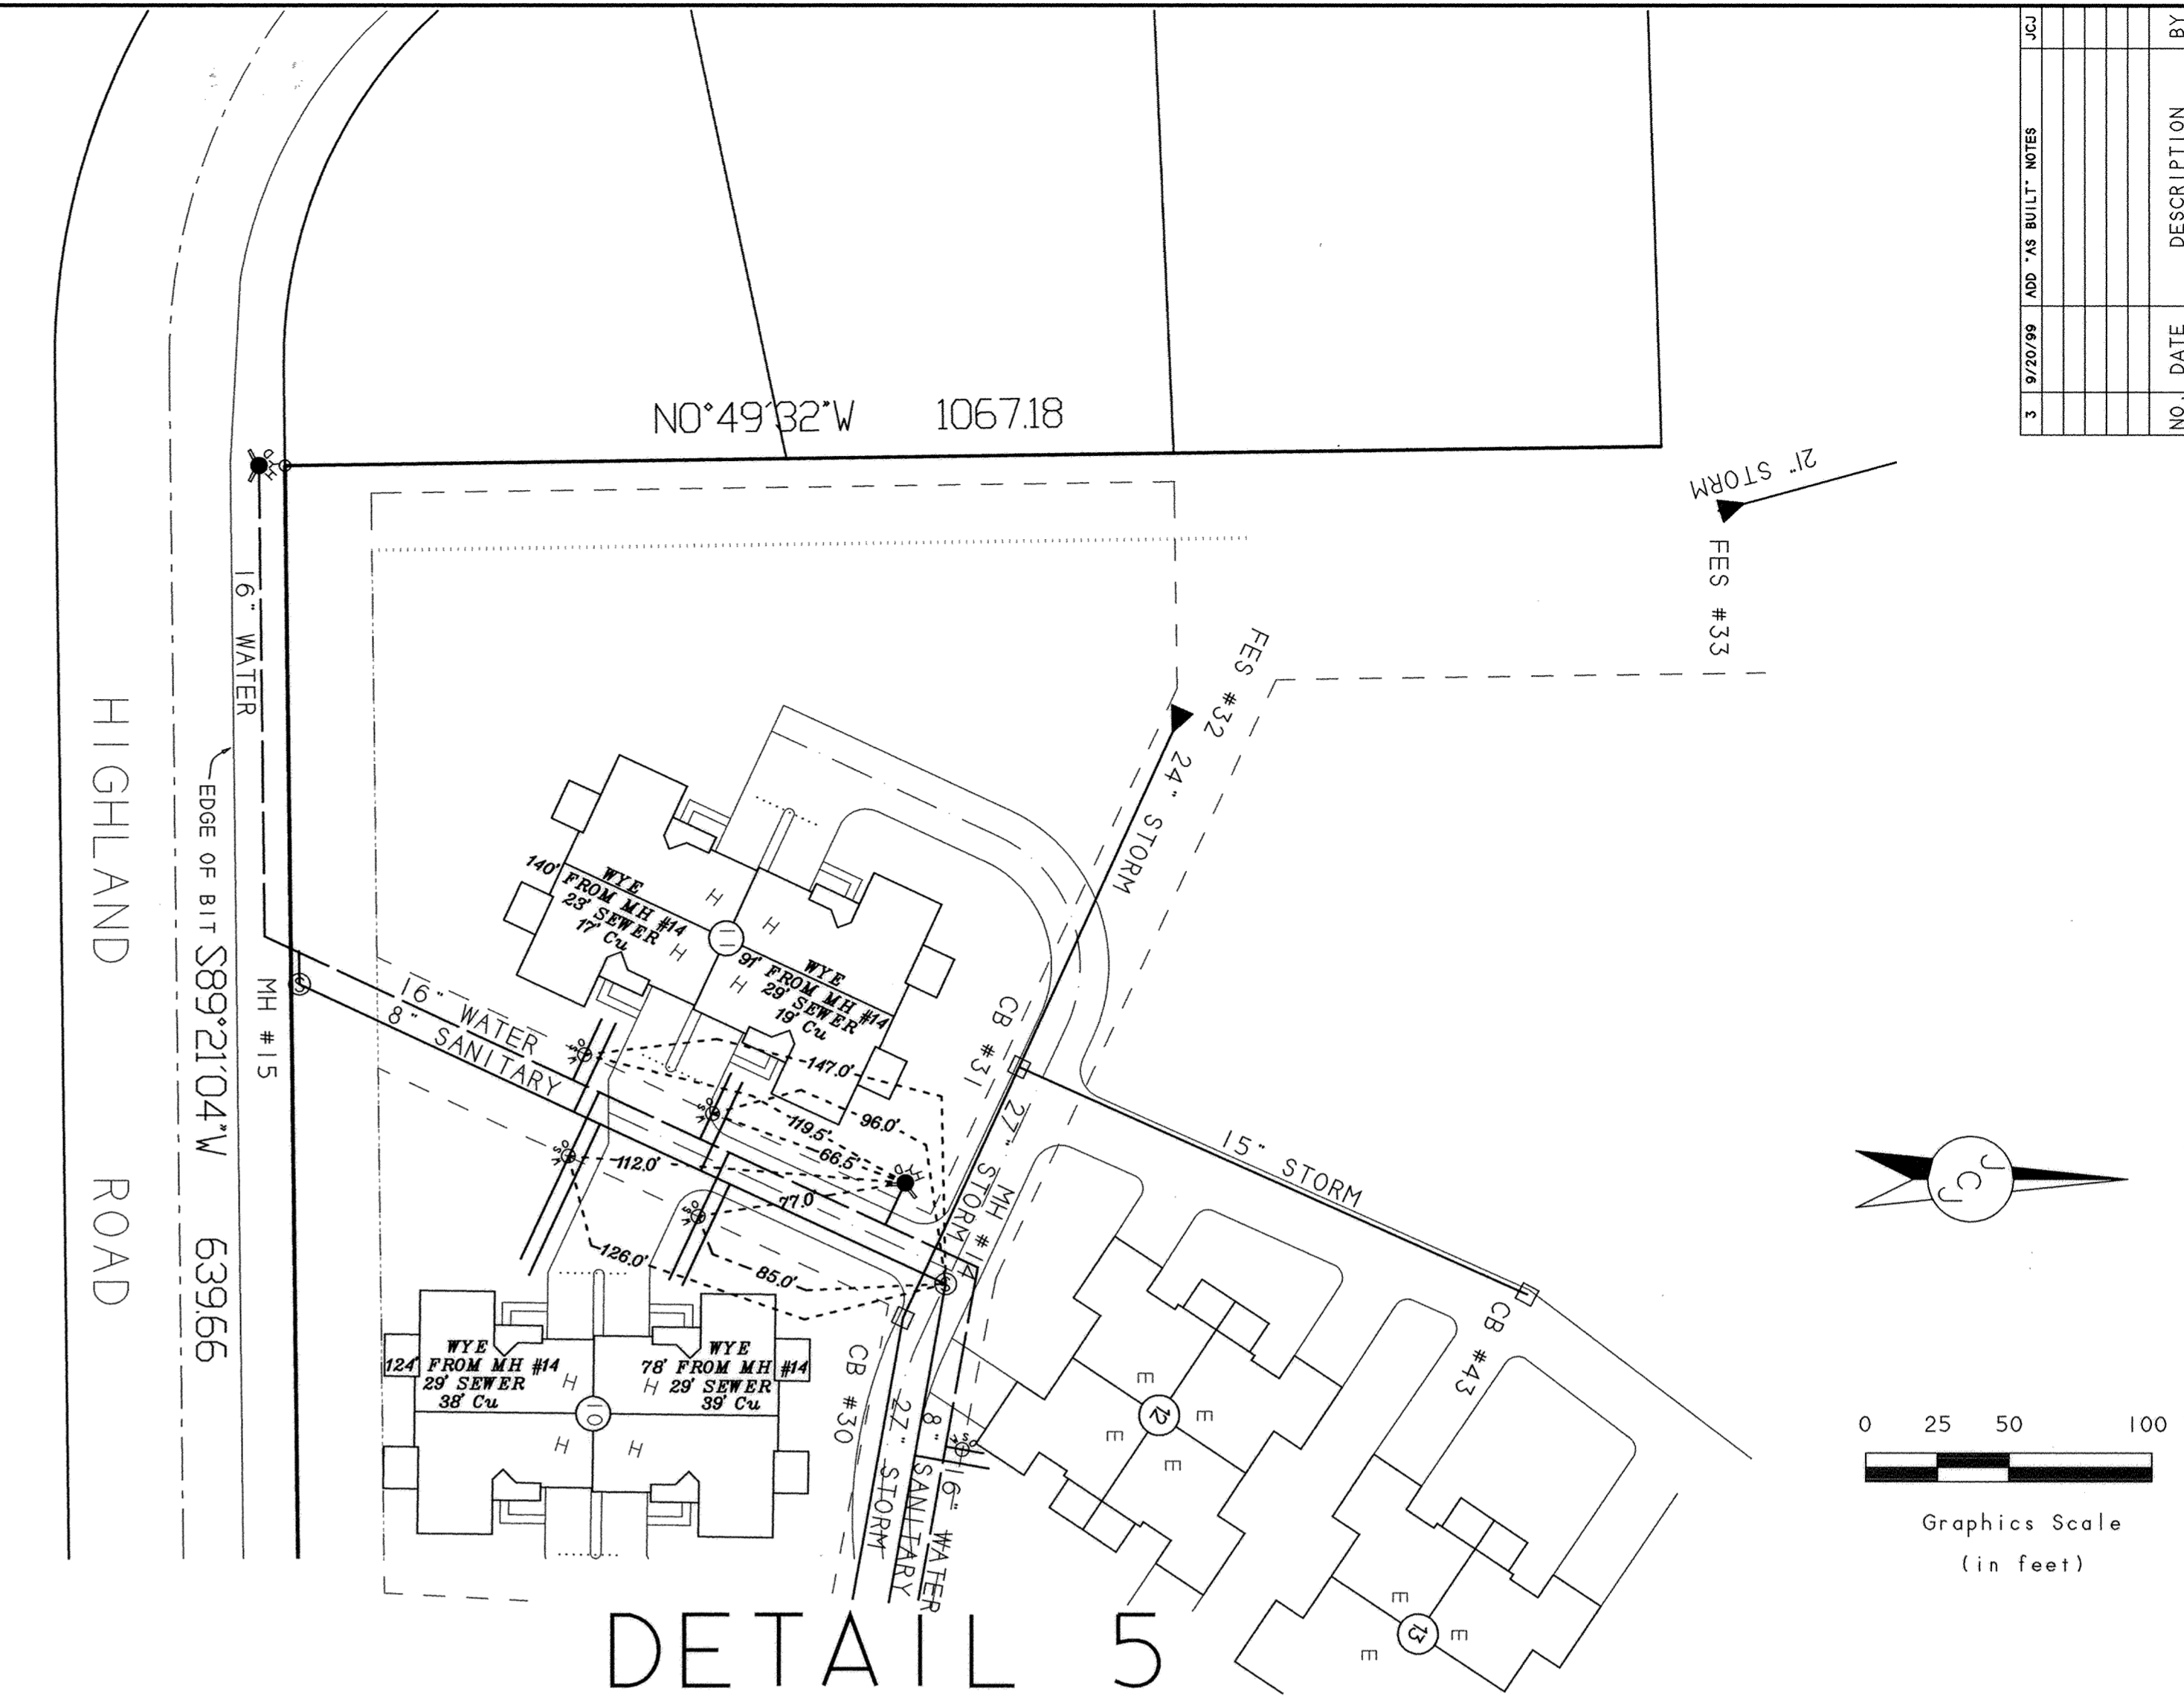 3 9/20/99 ADD "AS BUILT" NOTES JCJ
NO. DATE DESCRIPTION BY
N0°49'32"W 1067.18
21" STORM
FES #33
HYD
16" WATER
HIGHLAND ROAD
EDGE OF BIT
S89°21'04"W 639.66
MH #15
FES #32
24" STORM
WYE
140' FROM MH #14
23' SEWER
17' Cu
H
H
H
H
11
WYE
91' FROM MH #14
29' SEWER
19' Cu
CB #31
16" WATER
8" SANITARY
S
147.0'
96.0'
119.5'
66.5'
112.0'
77.0'
126.0'
85.0'
HYD
27" STORM
MH #14
S
15" STORM
CB #43
WYE
124' FROM MH #14
29' SEWER
38' Cu
WYE
78' FROM MH #14
29' SEWER
39' Cu
H
H
H
H
10
CB #30
27" STORM
8" SANITARY
16" WATER
E
E
E
E
12
E
E
E
13
JCJ
0 25 50 100
Graphics Scale
(in feet)
DETAIL 5